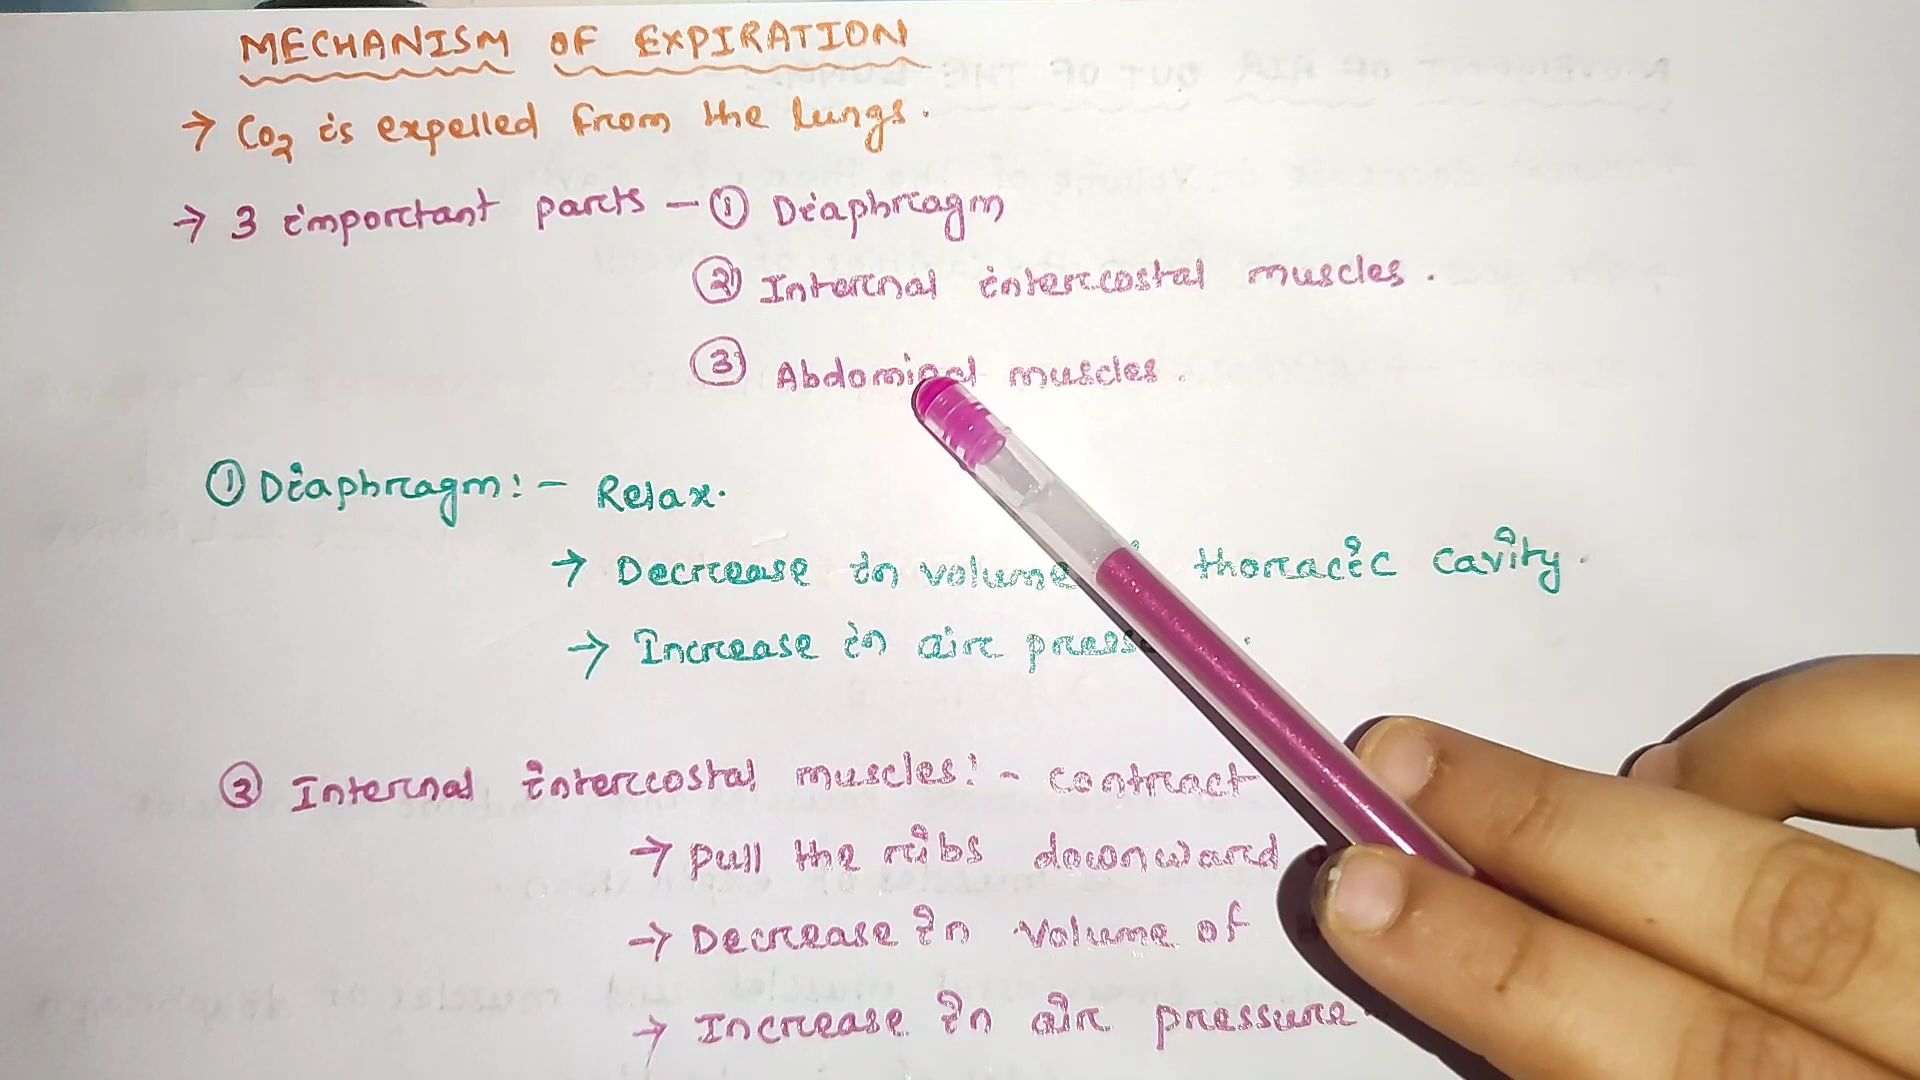 MECHANISM OF EXPIRATION
→ CO2 is expelled from the lungs.
→ 3 important parts – ① Diaphragm
② Internal intercostal muscles.
③ Abdominal muscles.
① Diaphragm :- Relax.
→ Decrease in volume thoracic cavity.
→ Increase in air
② Internal intercostal muscles :- contract
→ pull the ribs downward
→ Decrease in volume of
→ Increase in air pressure